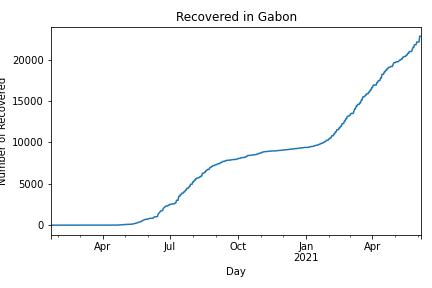 Recovered in Gabon
Number of Recovered
20000
15000
10000
5000
0
Apr
Jul
Oct
Jan
2021
Apr
Day